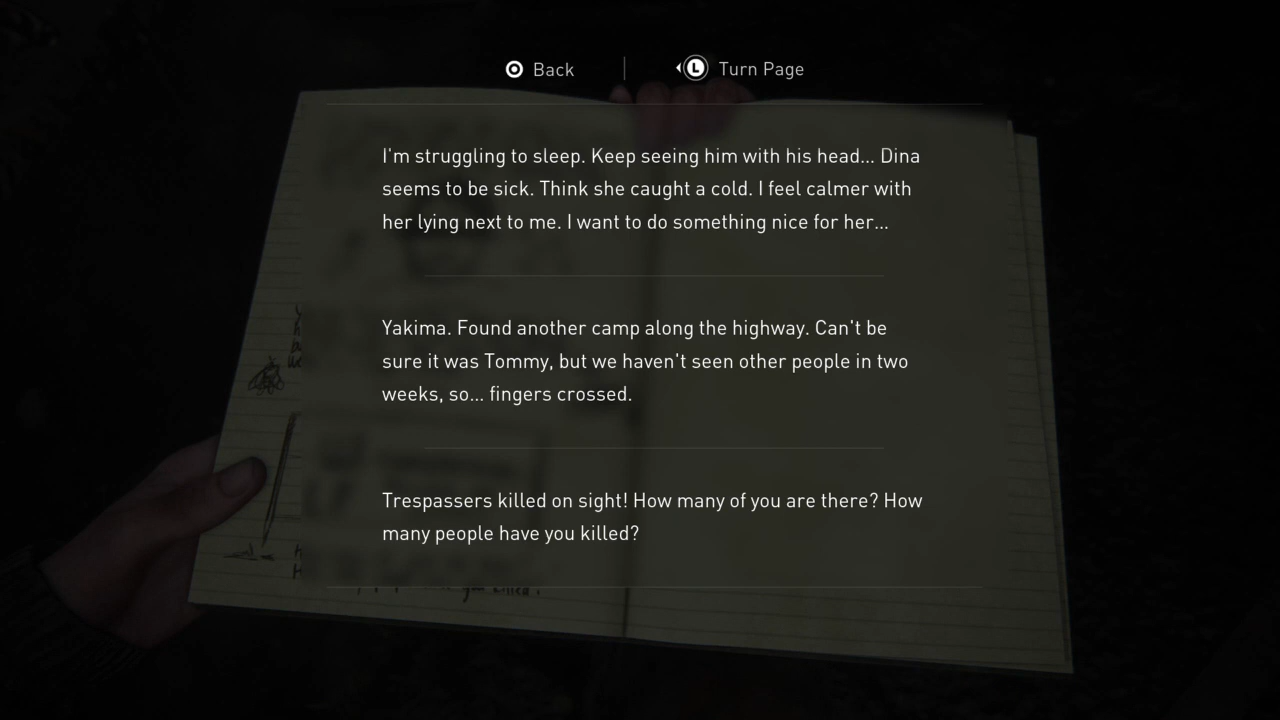 Back
L Turn Page
I'm struggling to sleep. Keep seeing him with his head... Dina
seems to be sick. Think she caught a cold. I feel calmer with
her lying next to me. I want to do something nice for her...
Yakima. Found another camp along the highway. Can't be
sure it was Tommy, but we haven't seen other people in two
weeks, so... fingers crossed.
Trespassers killed on sight! How many of you are there? How
many people have you killed?